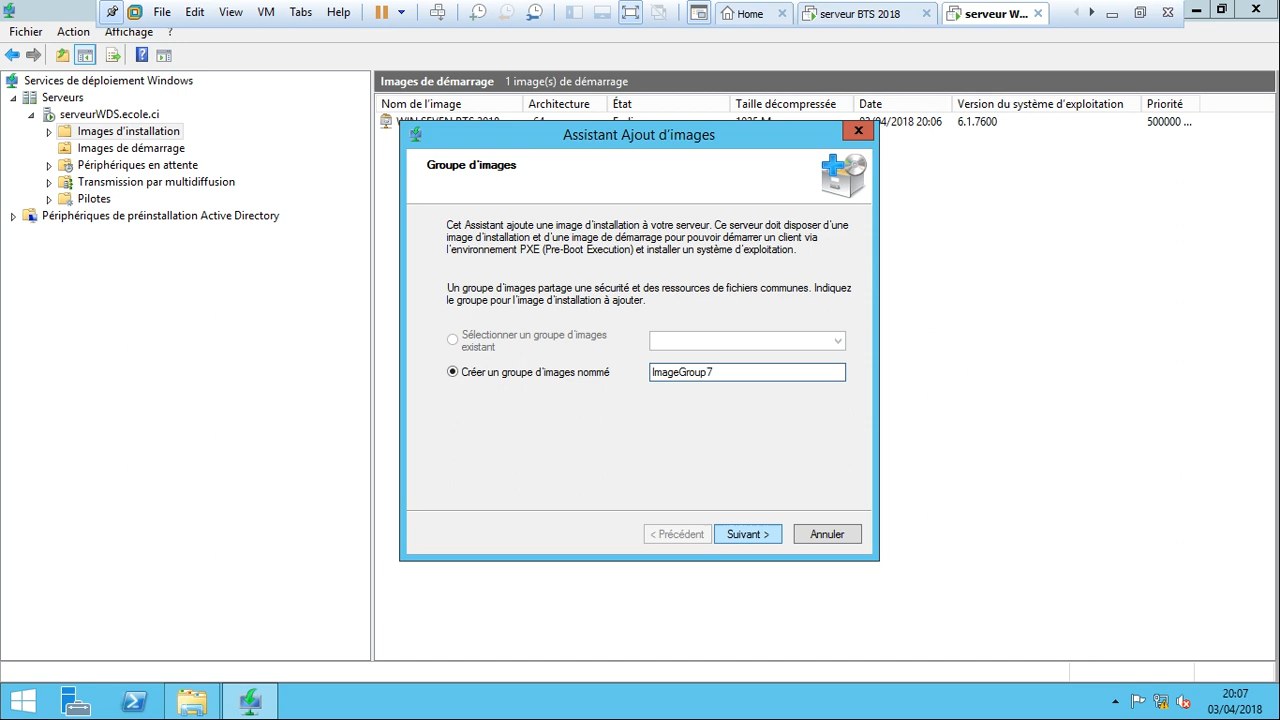 File Edit View VM Tabs Help Home serveur BTS 2018 serveur W...
Fichier Action Affichage ?
Services de déploiement Windows
Serveurs
serveurWDS.ecole.ci
Images d'installation
Images de démarrage
Périphériques en attente
Transmission par multidiffusion
Pilotes
Périphériques de préinstallation Active Directory
Images de démarrage 1 image(s) de démarrage
Nom de l'image Architecture État Taille décompressée Date Version du système d'exploitation Priorité
WIN SEVEN BTS 2018 03/04/2018 20:06 6.1.7600 500000 ...
Assistant Ajout d'images
Groupe d'images
Cet Assistant ajoute une image d'installation à votre serveur. Ce serveur doit disposer d'une
image d'installation et d'une image de démarrage pour pouvoir démarrer un client via
l'environnement PXE (Pre-Boot Execution) et installer un système d'exploitation.
Un groupe d'images partage une sécurité et des ressources de fichiers communes. Indiquez
le groupe pour l'image d'installation à ajouter.
Sélectionner un groupe d'images
existant
Créer un groupe d'images nommé ImageGroup7
< Précédent Suivant > Annuler
20:07
03/04/2018